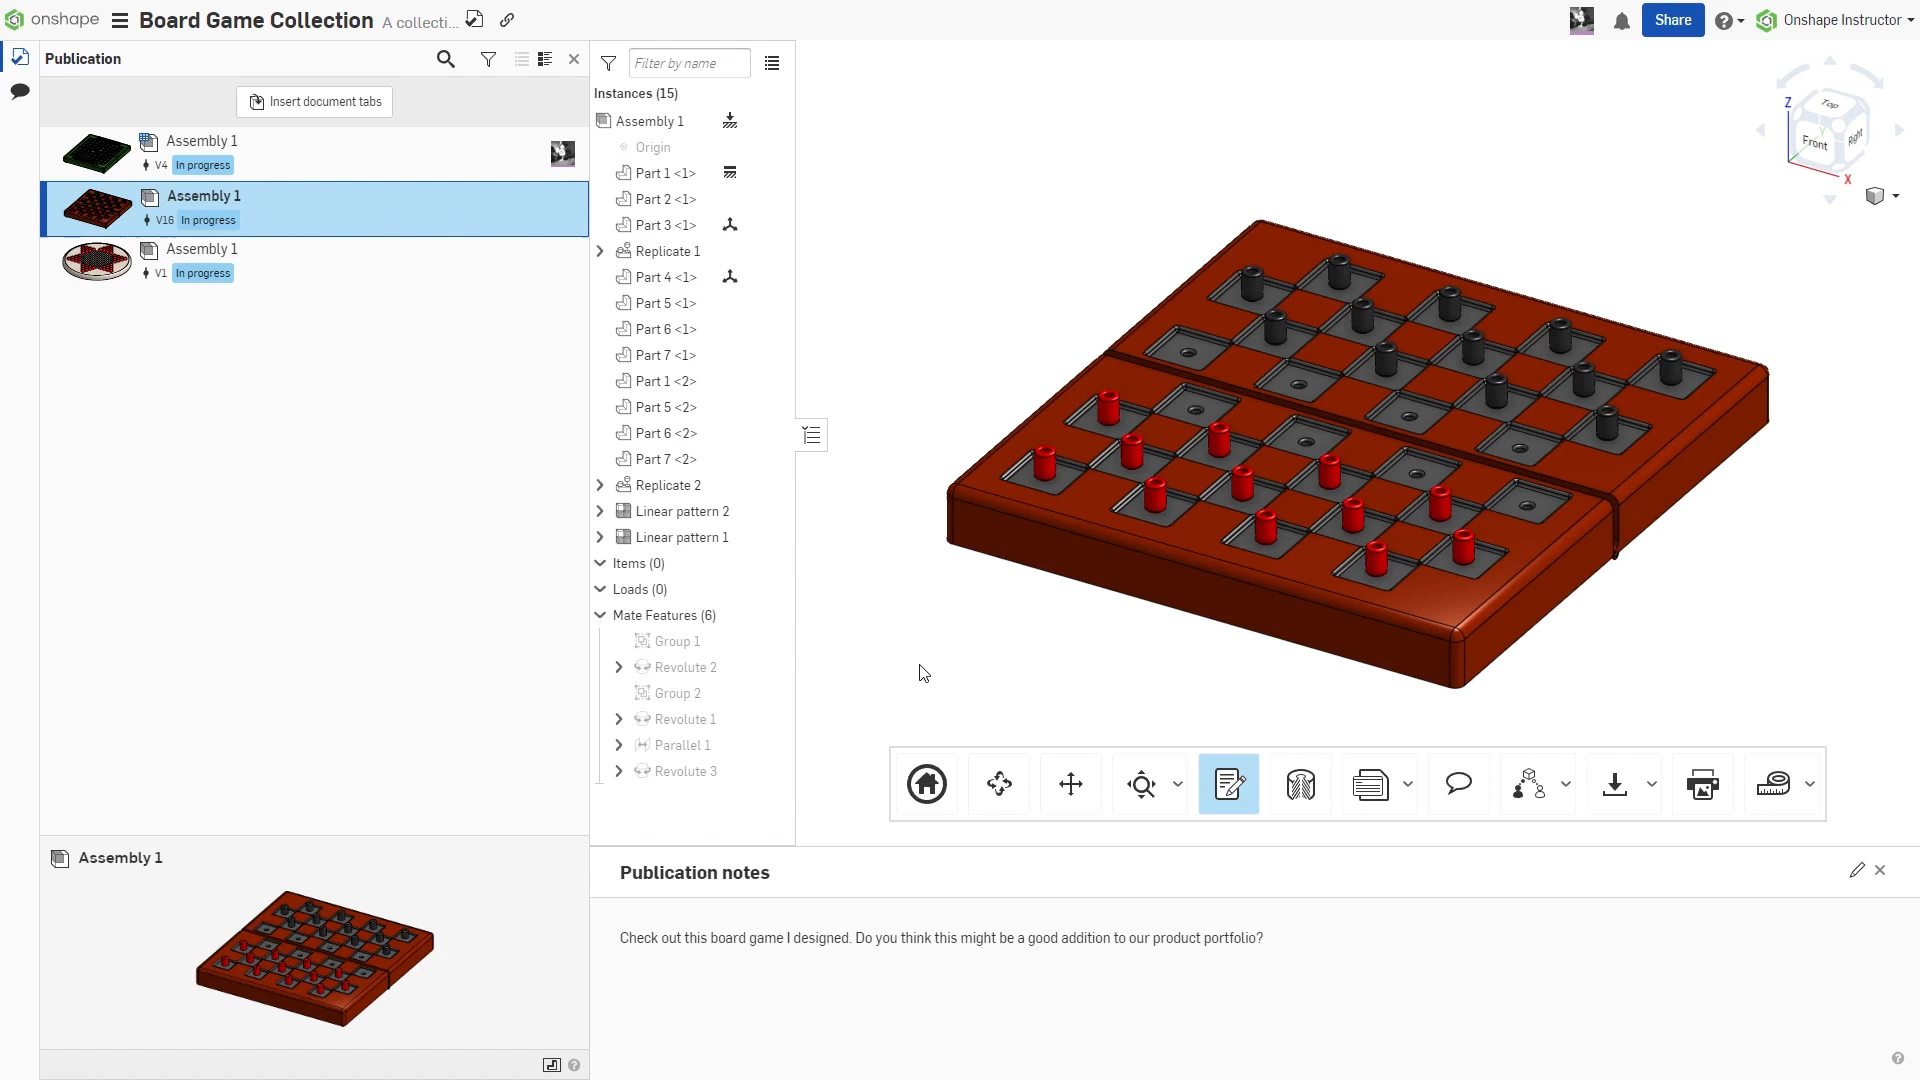 onshape
Board Game Collection
A collecti...
Share
Onshape Instructor
Publication
Insert document tabs
Assembly 1
V4 In progress
Assembly 1
V16 In progress
Assembly 1
V1 In progress
Filter by name
Instances (15)
Assembly 1
Origin
Part 1 <1>
Part 2 <1>
Part 3 <1>
Replicate 1
Part 4 <1>
Part 5 <1>
Part 6 <1>
Part 7 <1>
Part 1 <2>
Part 5 <2>
Part 6 <2>
Part 7 <2>
Replicate 2
Linear pattern 2
Linear pattern 1
Items (0)
Loads (0)
Mate Features (6)
Group 1
Revolute 2
Group 2
Revolute 1
Parallel 1
Revolute 3
Z
Top
Y
Front
Right
X
Assembly 1
Publication notes
Check out this board game I designed. Do you think this might be a good addition to our product portfolio?